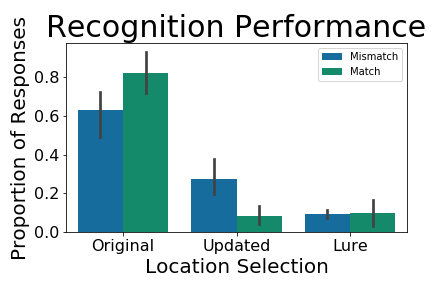 Recognition Performance
Mismatch
Match
Proportion of Responses
0.8
0.6
0.4
0.2
0.0
Original Updated Lure
Location Selection